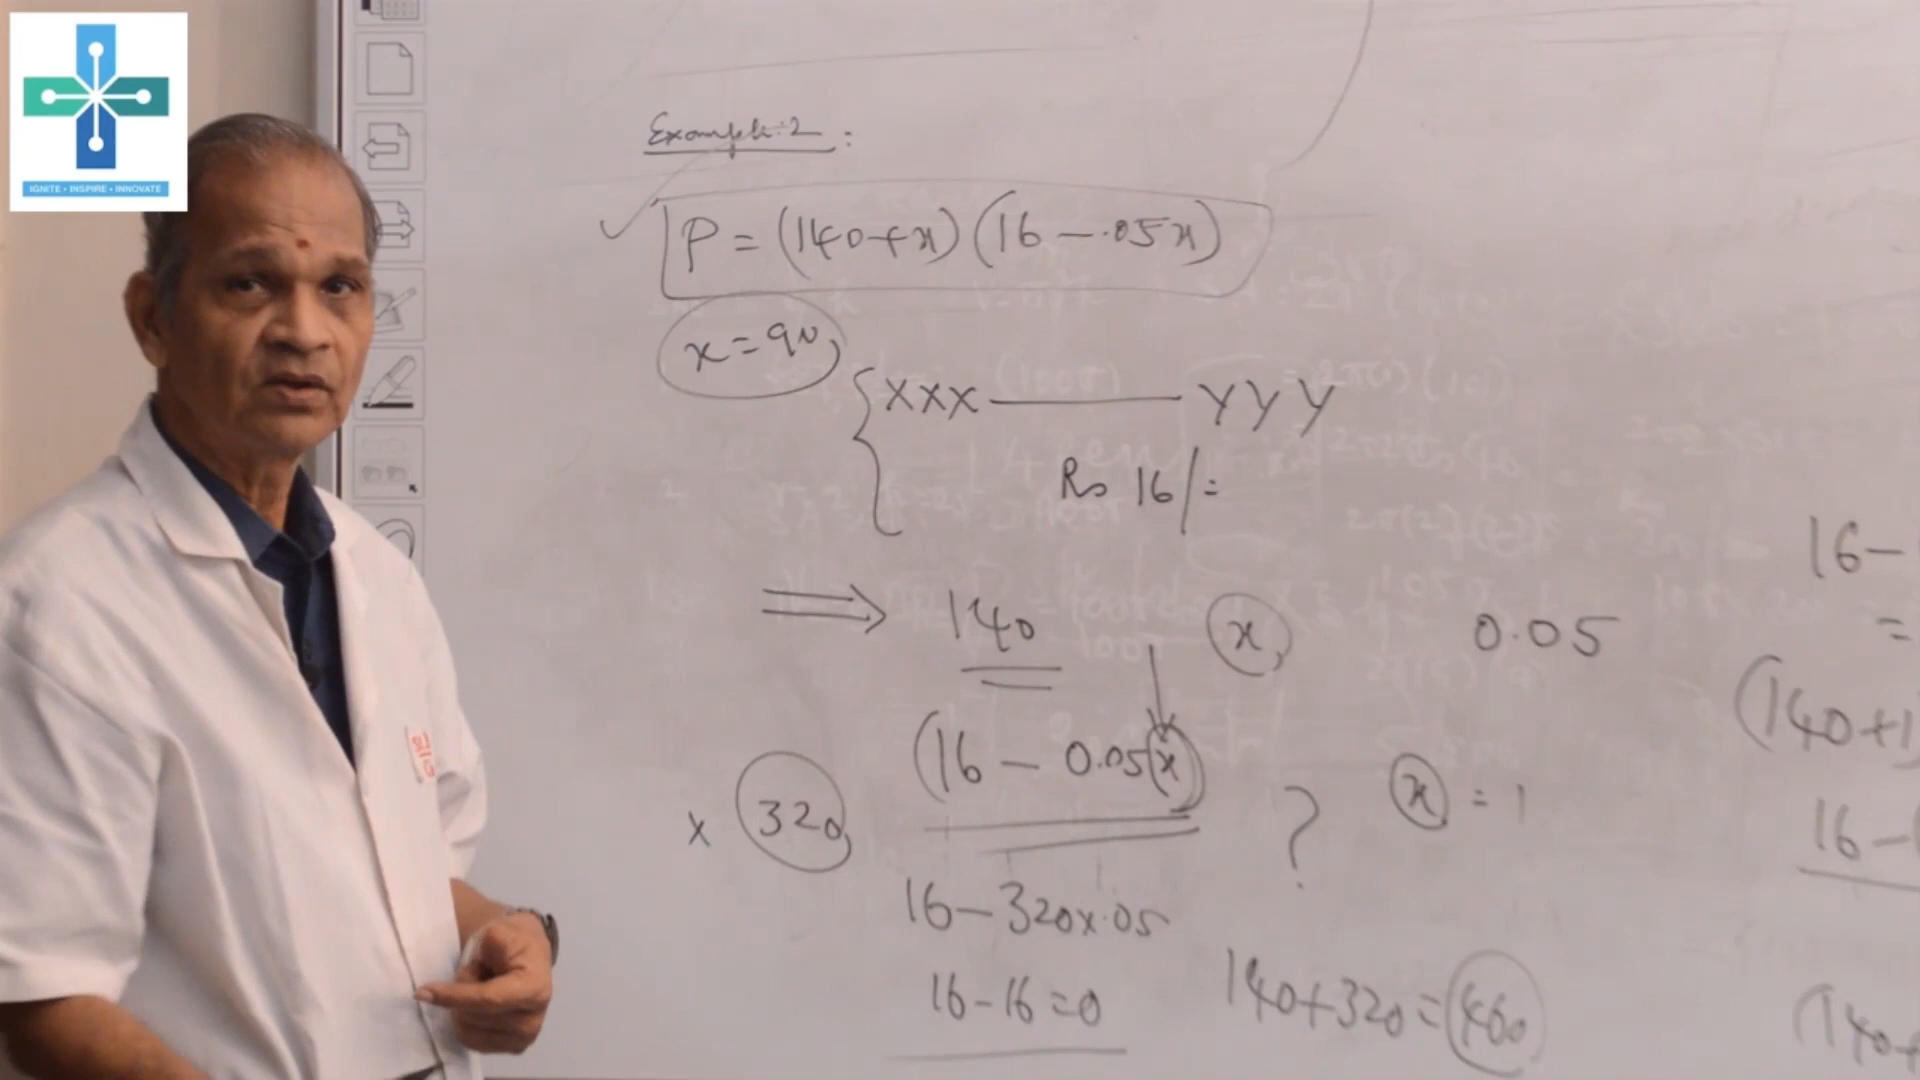 IGNITE • INSPIRE • INNOVATE
Example:2 :
P = (140+x) (16 - .05x)
x = 90
XXX — YYY
Rs 16/=
⟹ 140 x 0.05
(16 - 0.05x)
x 320 ? x = 1
16 - 320x.05
16 - 16 = 0
140 + 320 = 460
16 -
=
(140+1
16 -
(140+